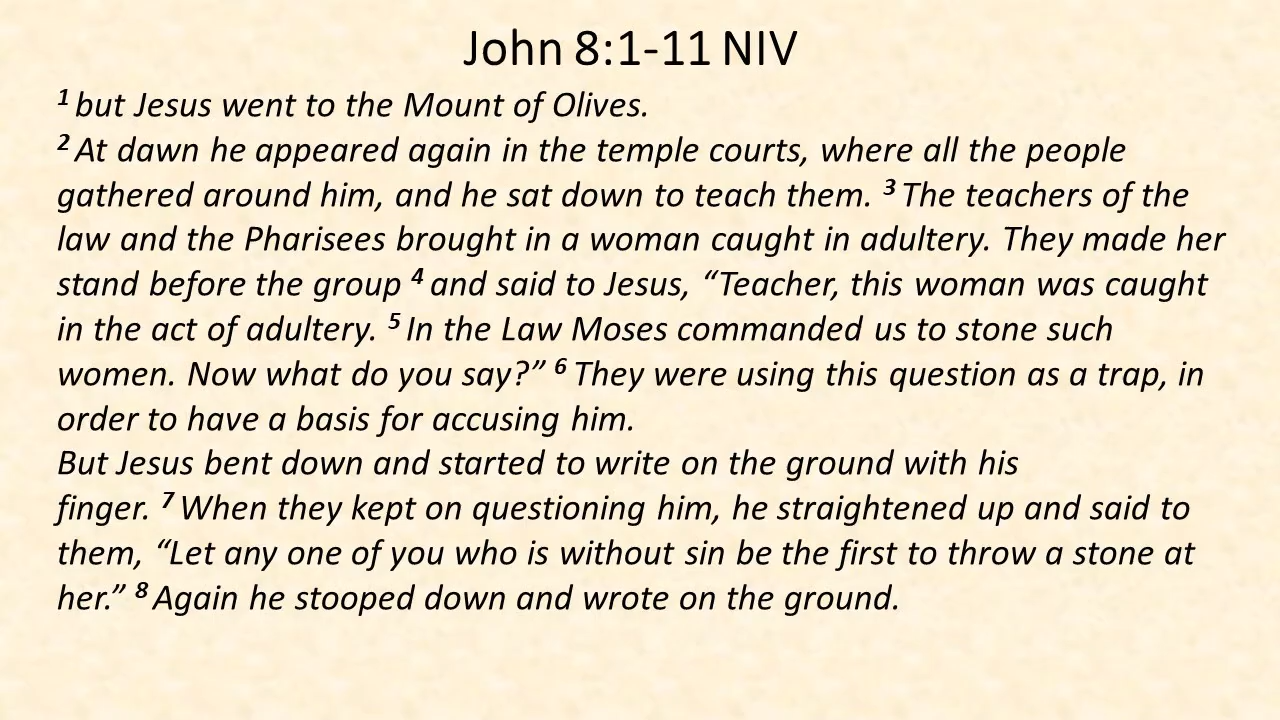 John 8:1-11 NIV
1 but Jesus went to the Mount of Olives.
2 At dawn he appeared again in the temple courts, where all the people
gathered around him, and he sat down to teach them. 3 The teachers of the
law and the Pharisees brought in a woman caught in adultery. They made her
stand before the group 4 and said to Jesus, “Teacher, this woman was caught
in the act of adultery. 5 In the Law Moses commanded us to stone such
women. Now what do you say?” 6 They were using this question as a trap, in
order to have a basis for accusing him.
But Jesus bent down and started to write on the ground with his
finger. 7 When they kept on questioning him, he straightened up and said to
them, “Let any one of you who is without sin be the first to throw a stone at
her.” 8 Again he stooped down and wrote on the ground.